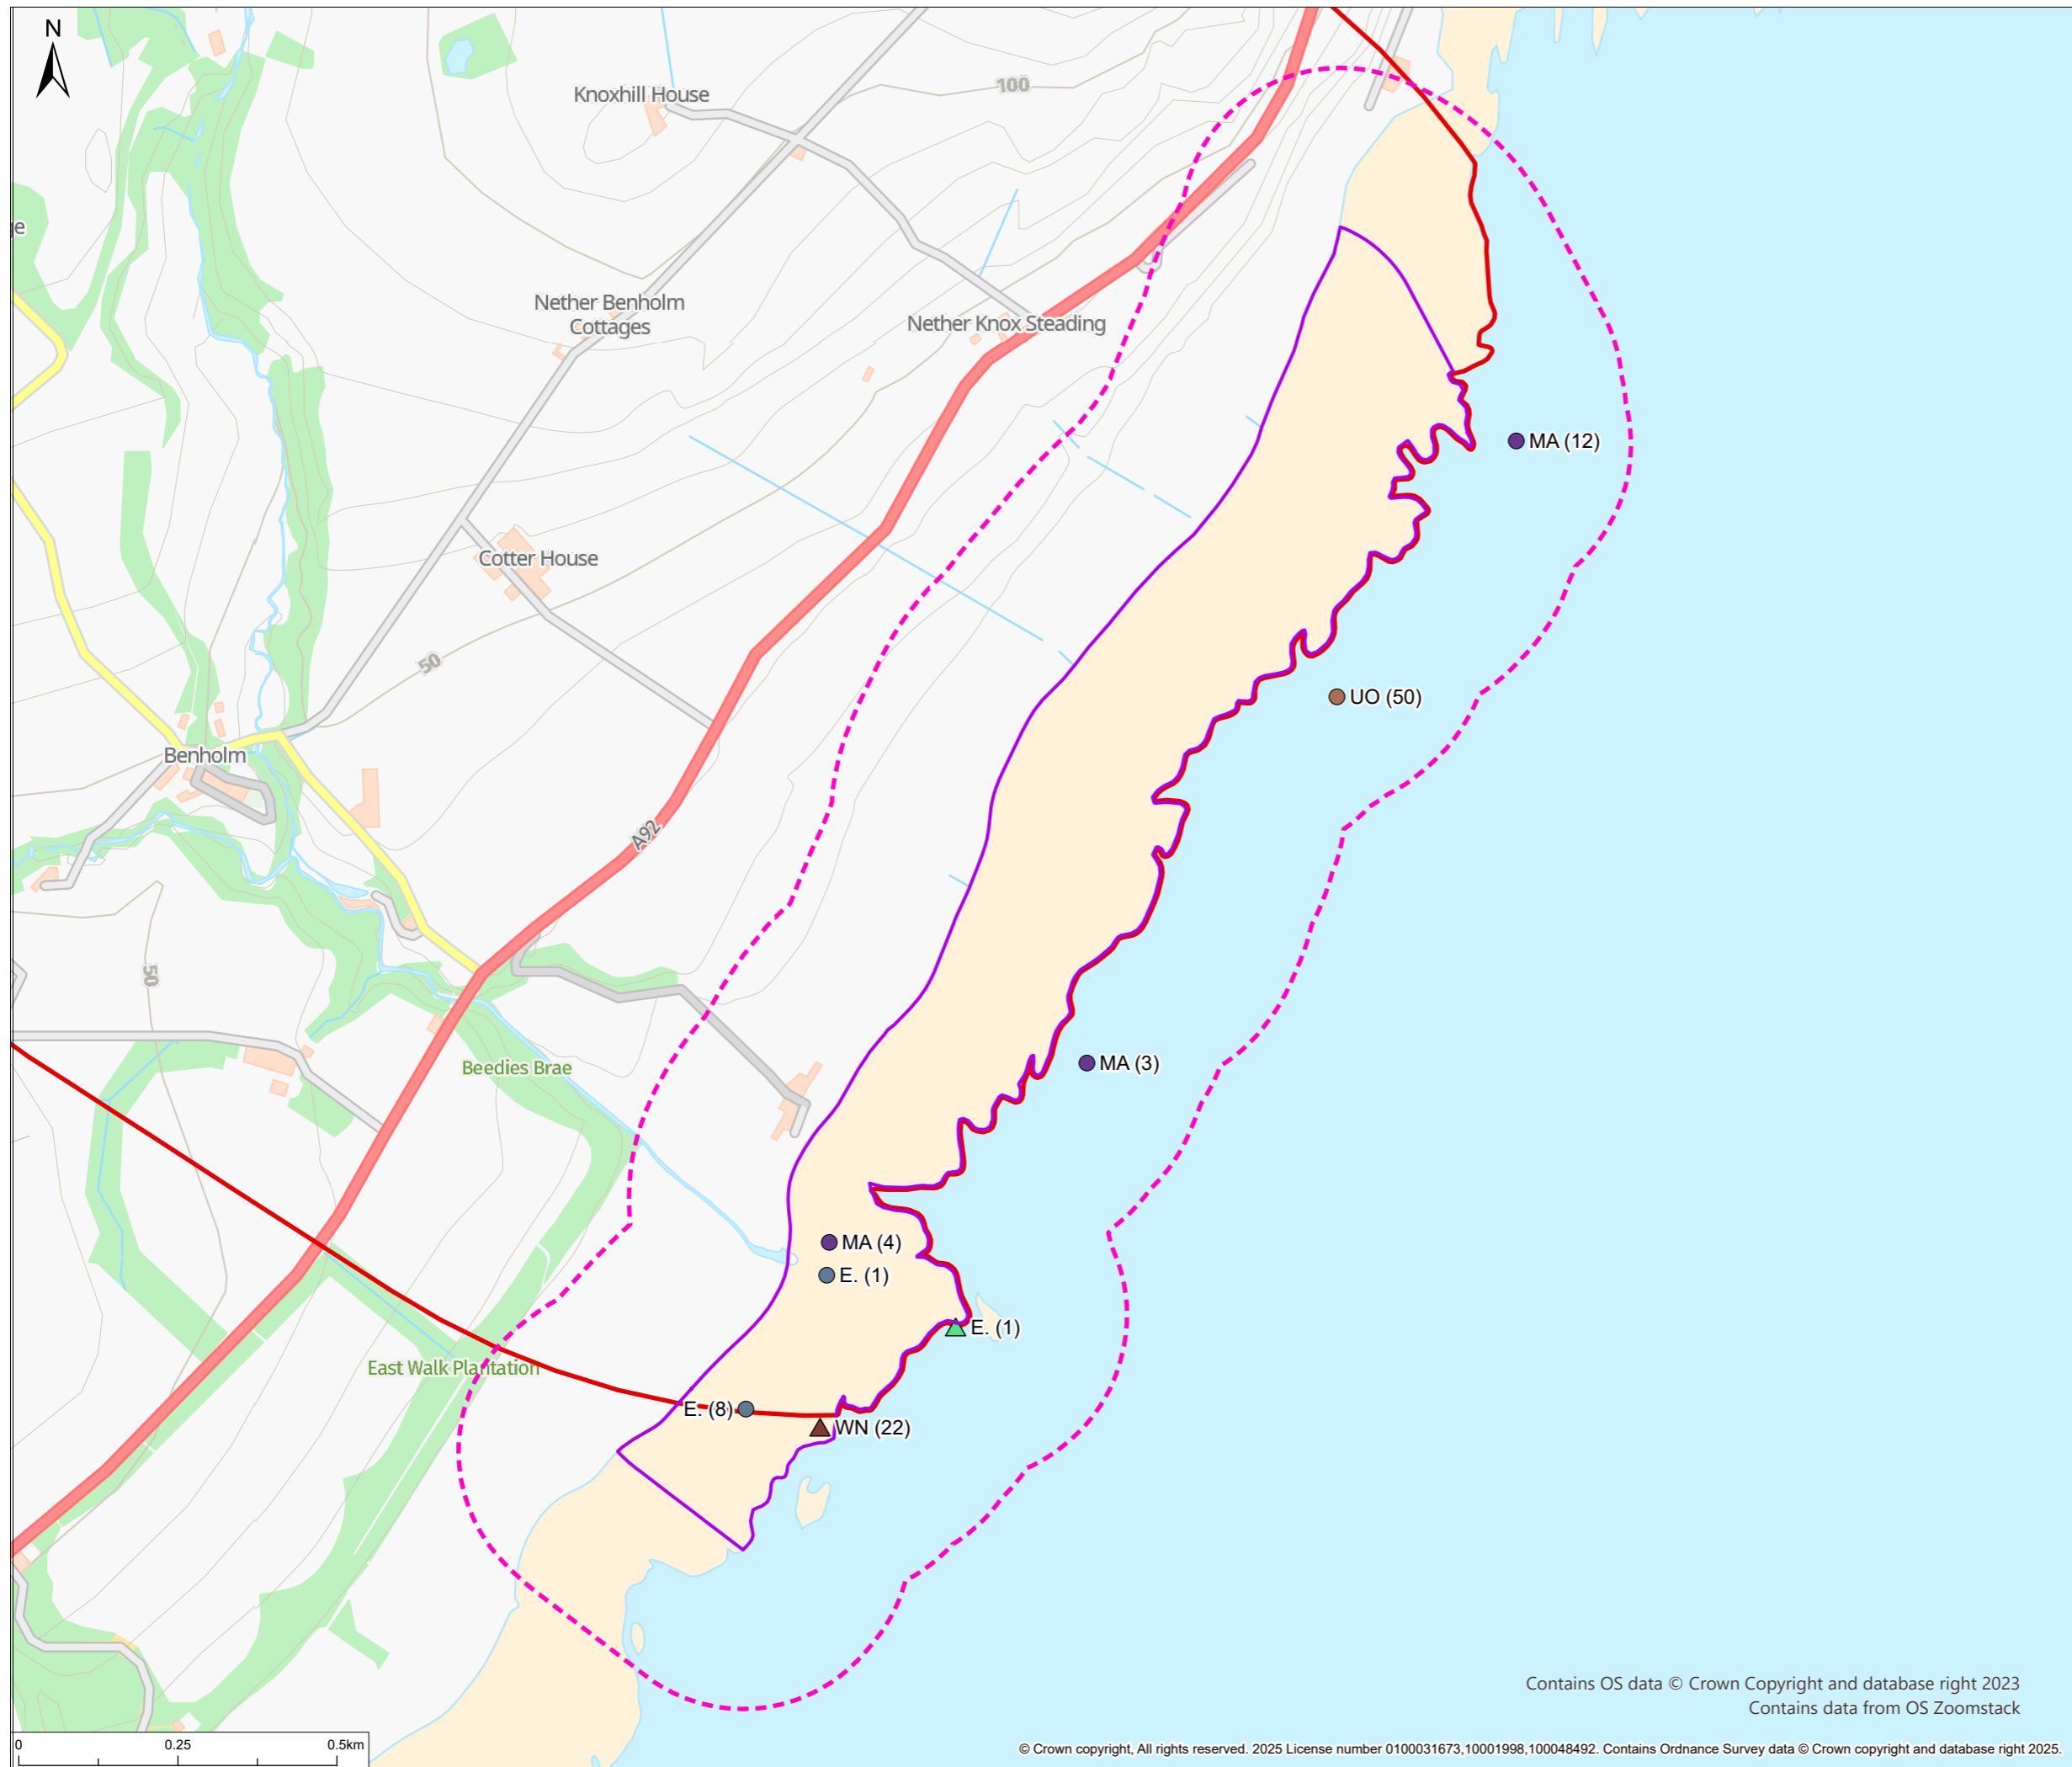 N
100
Knoxhill House
ge
Nether Benholm
Cottages
Nether Knox Steading
MA (12)
Cotter House
50
UO (50)
Benholm
A92
50
Beedies Brae
MA (3)
MA (4)
E. (1)
E. (1)
East Walk Plantation
E. (8)
WN (22)
Contains OS data © Crown Copyright and database right 2023
Contains data from OS Zoomstack
0 0.25 0.5km
© Crown copyright, All rights reserved. 2025 License number 0100031673,10001998,100048492. Contains Ordnance Survey data © Crown copyright and database right 2025.